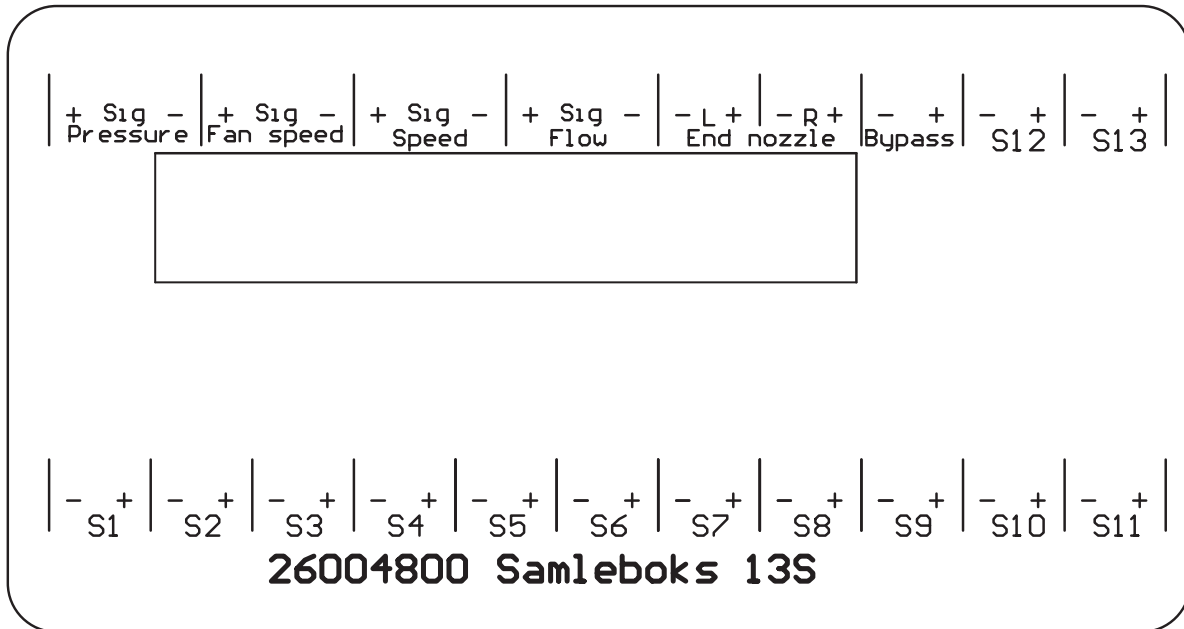 + Sig - + Sig - + Sig - + Sig - - L + - R + - + - + - +
Pressure Fan speed Speed Flow End nozzle Bypass S12 S13
- + - + - + - + - + - + - + - + - + - + - +
S1 S2 S3 S4 S5 S6 S7 S8 S9 S10 S11
26004800 Samleboks 13S